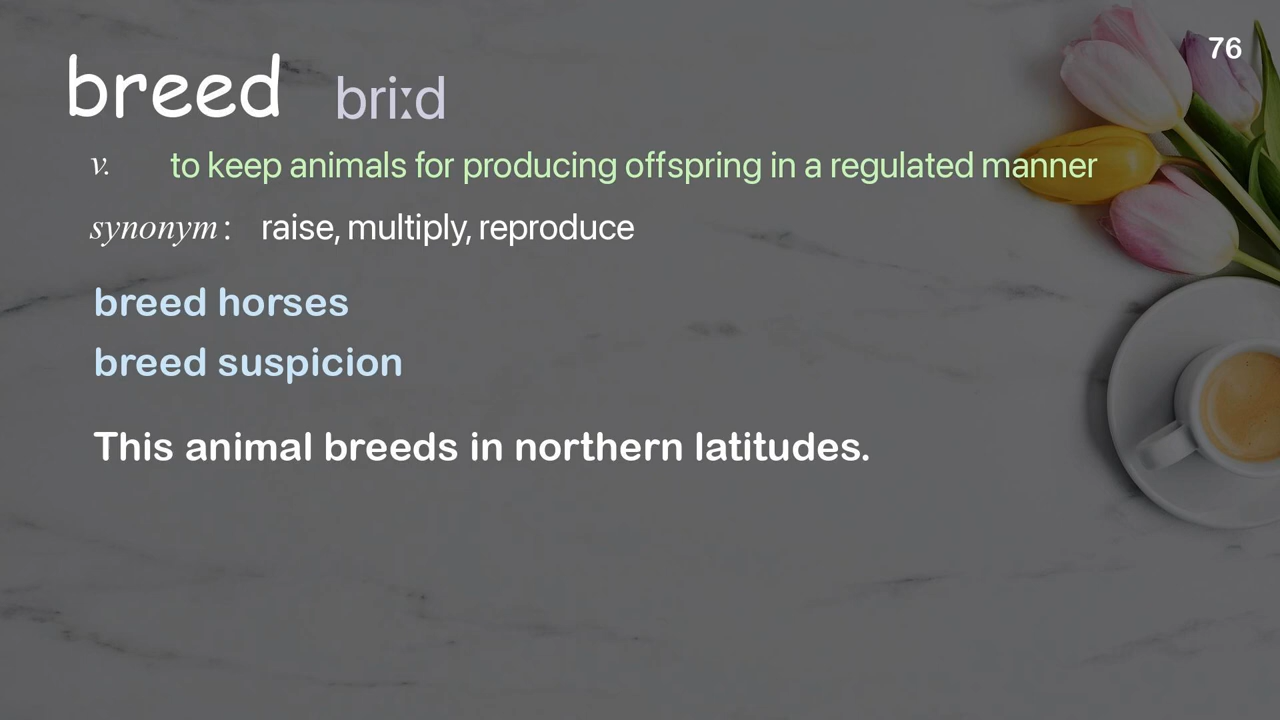 76
breed briːd
v. to keep animals for producing offspring in a regulated manner
synonym: raise, multiply, reproduce
breed horses
breed suspicion
This animal breeds in northern latitudes.